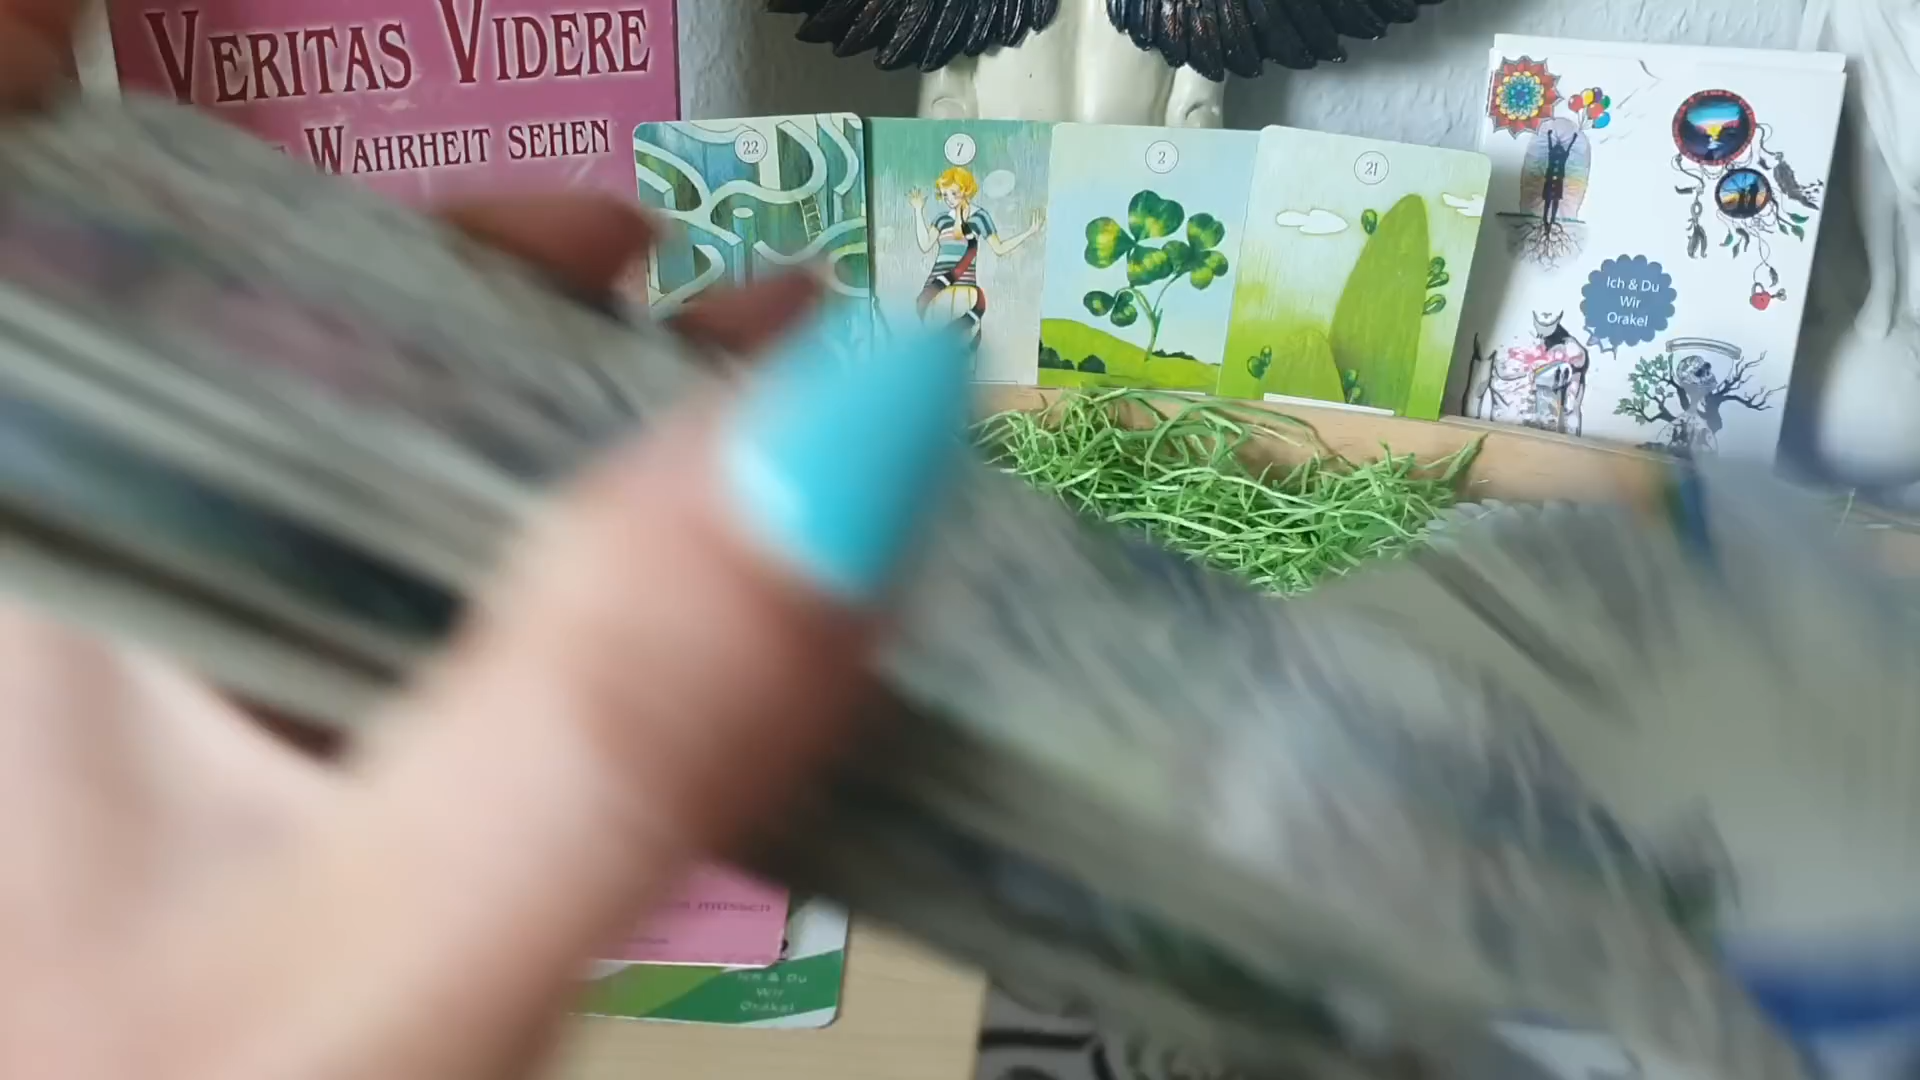 VERITAS VIDERE
WAHRHEIT SEHEN
22
7
2
21
Ich & Du
Wir
Orakel
müssen
Ich & Du
Wir
Orakel